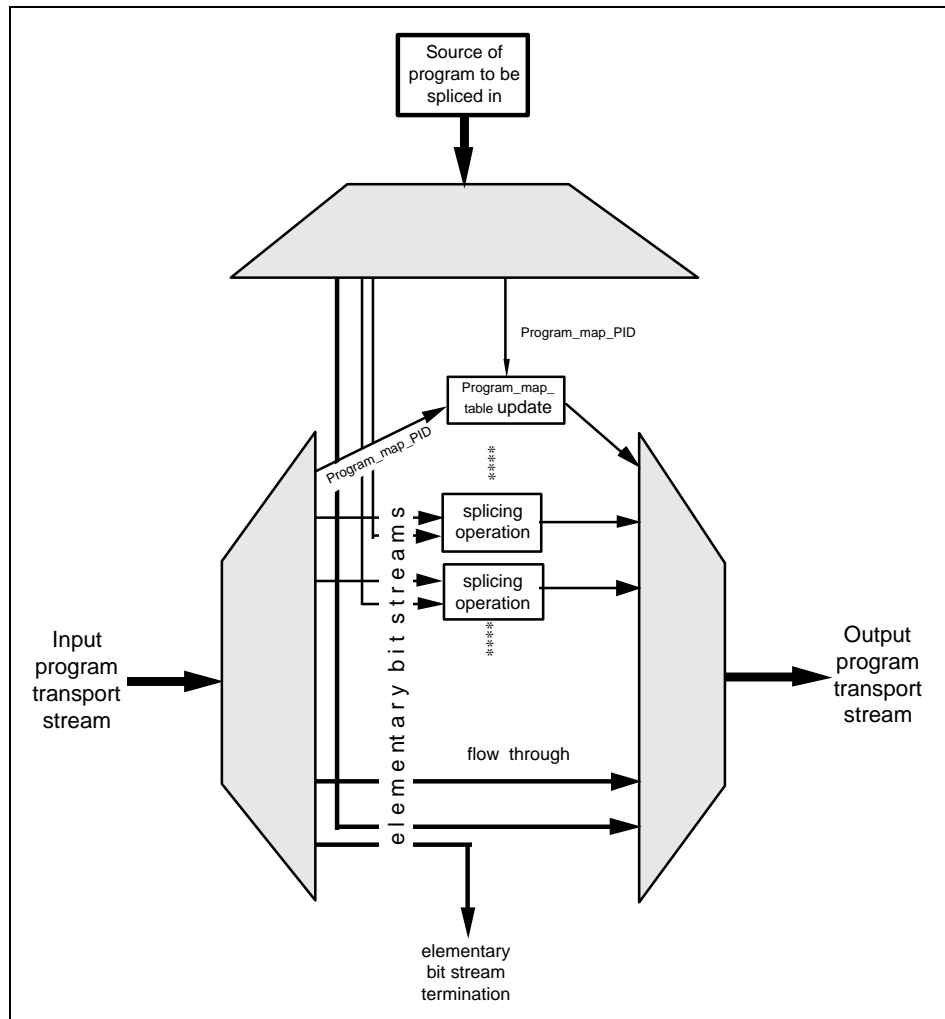 Source of
program to be
spliced in
Program_map_PID
Program_map_
table update
Program_map_PID
****
splicing
operation
splicing
operation
****
elementary bit streams
Input
program
transport
stream
Output
program
transport
stream
flow through
elementary
bit stream
termination